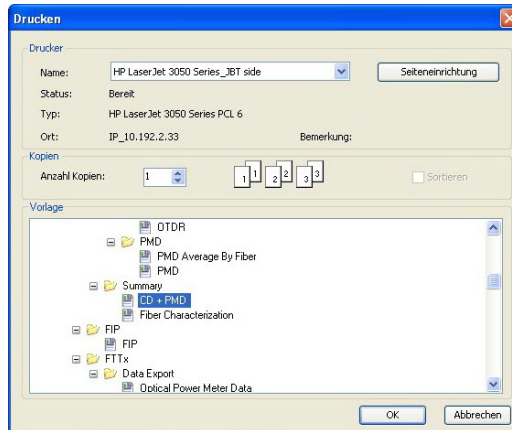 Drucken
Drucker
Name: HP LaserJet 3050 Series_JBT side Seiteneinrichtung
Status: Bereit
Typ: HP LaserJet 3050 Series PCL 6
Ort: IP_10.192.2.33 Bemerkung:
Kopien
Anzahl Kopien: 1 1 1 2 2 3 3 Sortieren
Vorlage
OTDR
PMD
PMD Average By Fiber
PMD
Summary
CD + PMD
Fiber Characterization
FIP
FIP
FTTx
Data Export
Optical Power Meter Data
OK Abbrechen